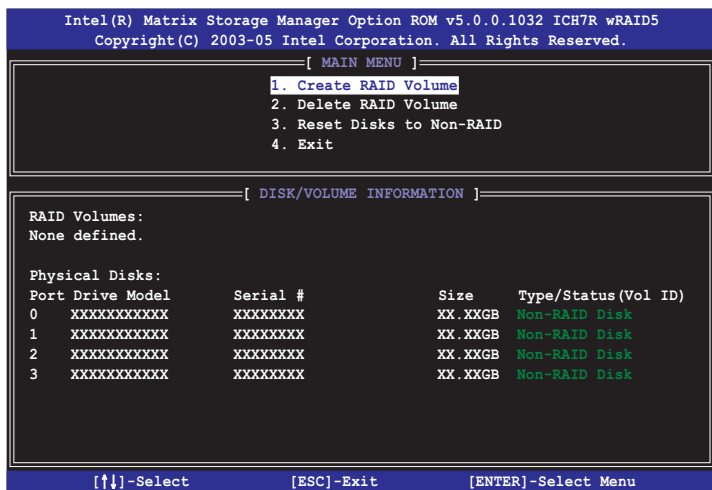 Intel(R) Matrix Storage Manager Option ROM v5.0.0.1032 ICH7R wRAID5
Copyright(C) 2003-05 Intel Corporation. All Rights Reserved.
[ MAIN MENU ]
1. Create RAID Volume
2. Delete RAID Volume
3. Reset Disks to Non-RAID
4. Exit
[ DISK/VOLUME INFORMATION ]
RAID Volumes:
None defined.
Physical Disks:
Port Drive Model Serial # Size Type/Status(Vol ID)
0 XXXXXXXXXXX XXXXXXXX XX.XXGB Non-RAID Disk
1 XXXXXXXXXXX XXXXXXXX XX.XXGB Non-RAID Disk
2 XXXXXXXXXXX XXXXXXXX XX.XXGB Non-RAID Disk
3 XXXXXXXXXXX XXXXXXXX XX.XXGB Non-RAID Disk
[↑↓]-Select [ESC]-Exit [ENTER]-Select Menu